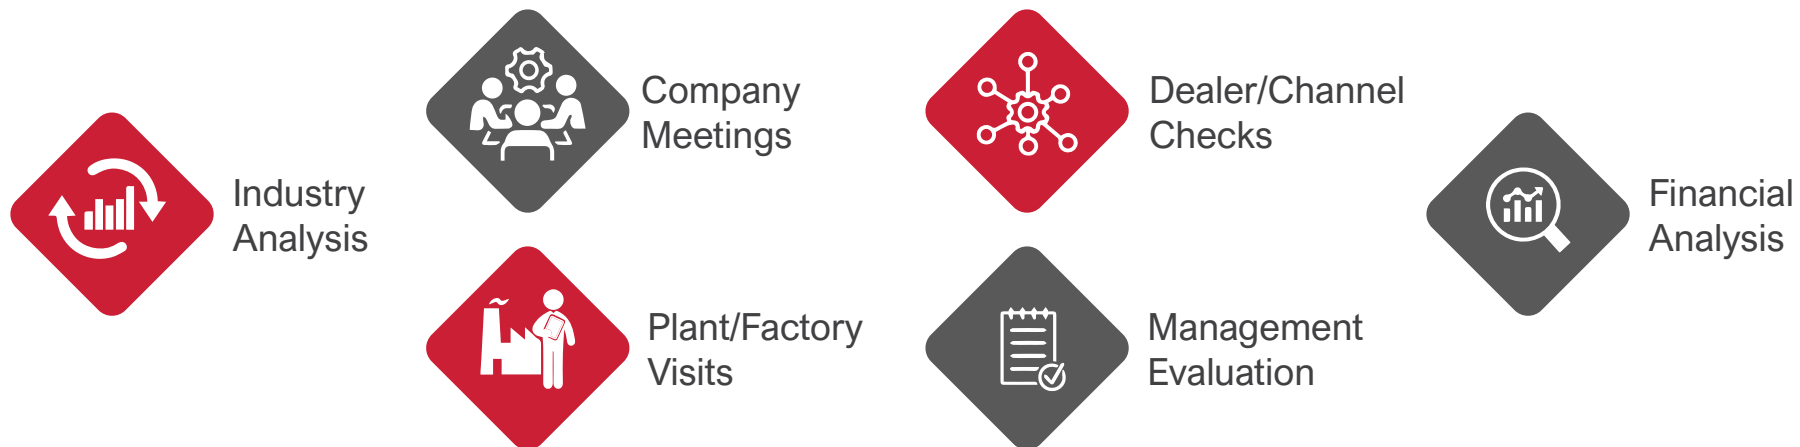 Industry
Analysis
Company
Meetings
Plant/Factory
Visits
Dealer/Channel
Checks
Management
Evaluation
Financial
Analysis